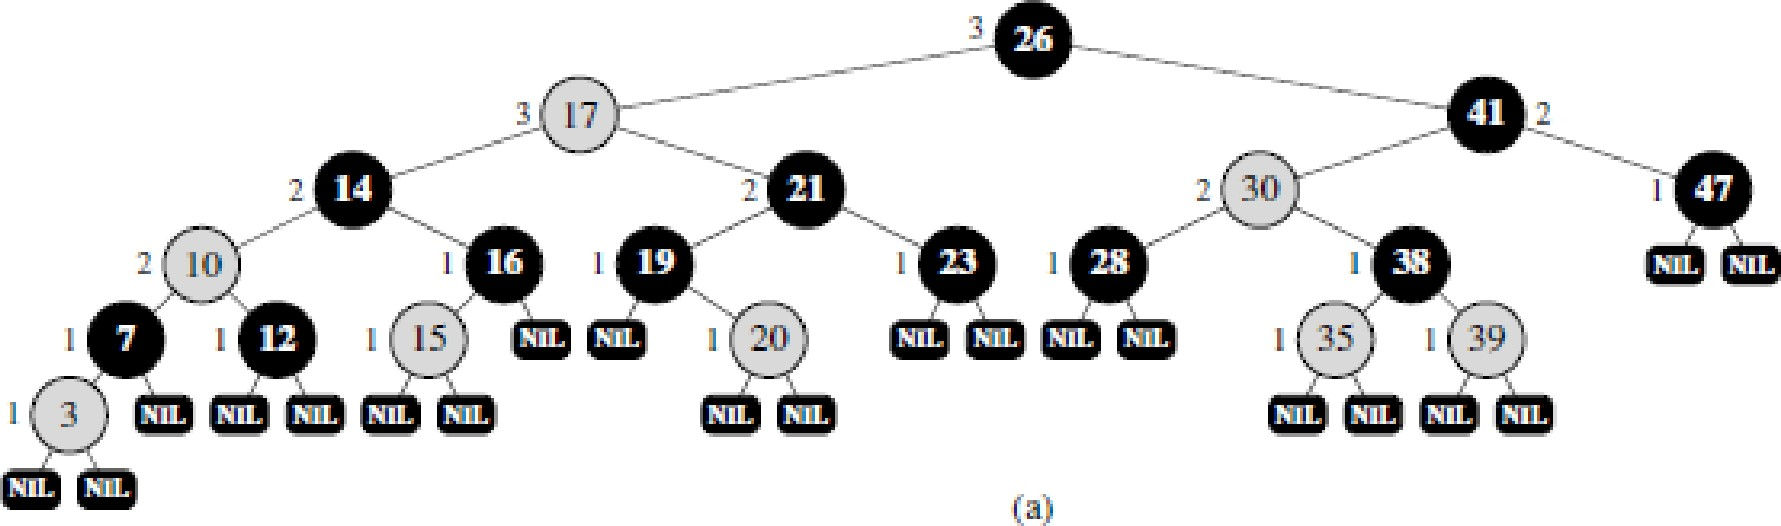 3 26
3 17 41 2
2 14 2 21 2 30 1 47
2 10 1 16 1 19 1 23 1 28 1 38 NIL NIL
1 7 1 12 1 15 NIL NIL 1 20 NIL NIL NIL NIL 1 35 1 39
1 3 NIL NIL NIL NIL NIL NIL NIL NIL NIL NIL NIL
NIL NIL
(a)